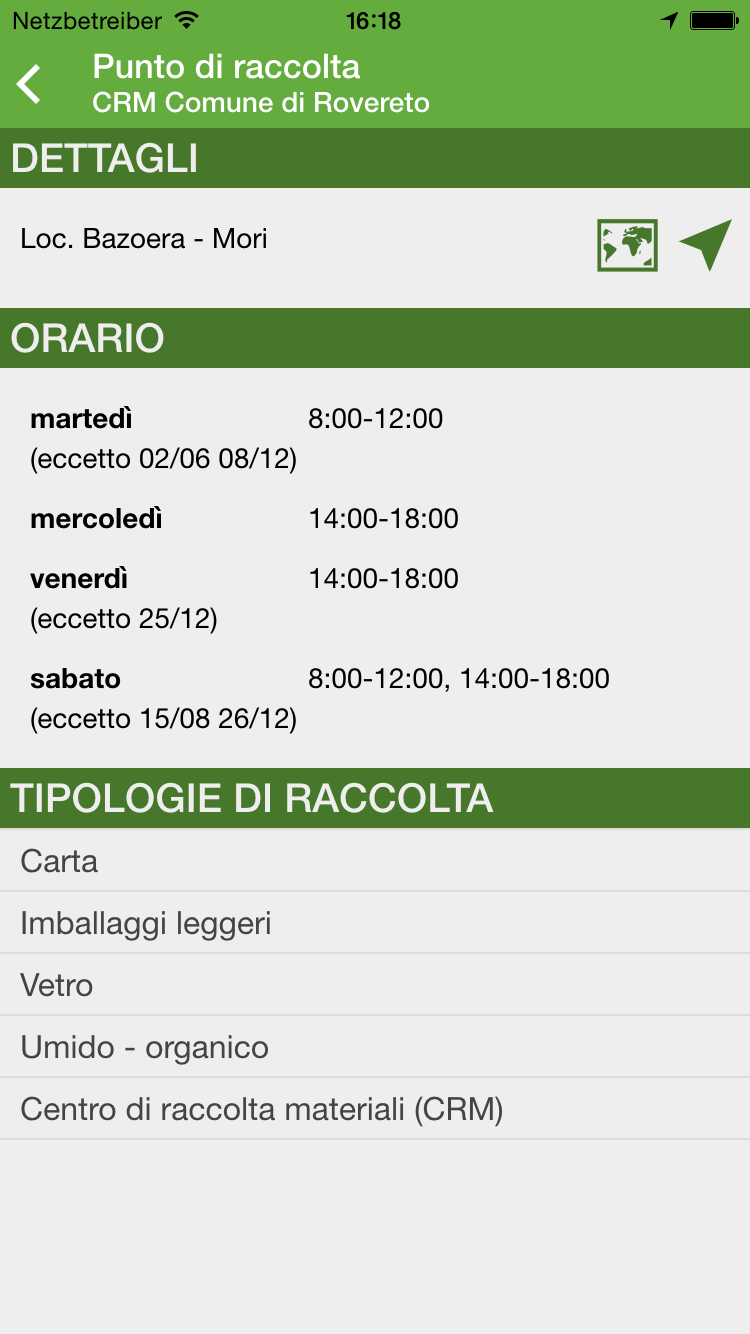 Netzbetreiber 16:18
Punto di raccolta
CRM Comune di Rovereto
DETTAGLI
Loc. Bazoera - Mori
ORARIO
martedì 8:00-12:00
(eccetto 02/06 08/12)
mercoledì 14:00-18:00
venerdì 14:00-18:00
(eccetto 25/12)
sabato 8:00-12:00, 14:00-18:00
(eccetto 15/08 26/12)
TIPOLOGIE DI RACCOLTA
Carta
Imballaggi leggeri
Vetro
Umido - organico
Centro di raccolta materiali (CRM)